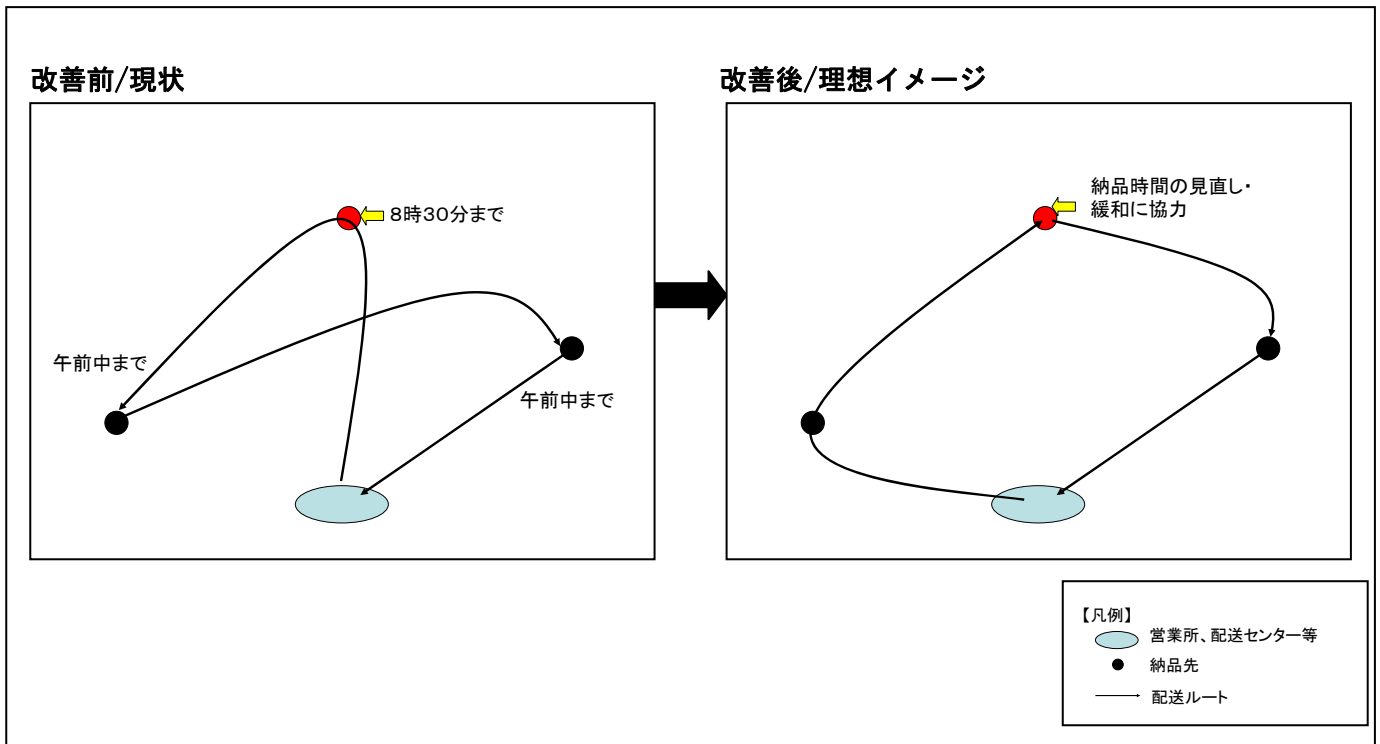 改善前/現状
８時30分まで
午前中まで
午前中まで
改善後/理想イメージ
納品時間の見直し・
緩和に協力
【凡例】
営業所、配送センター等
納品先
配送ルート